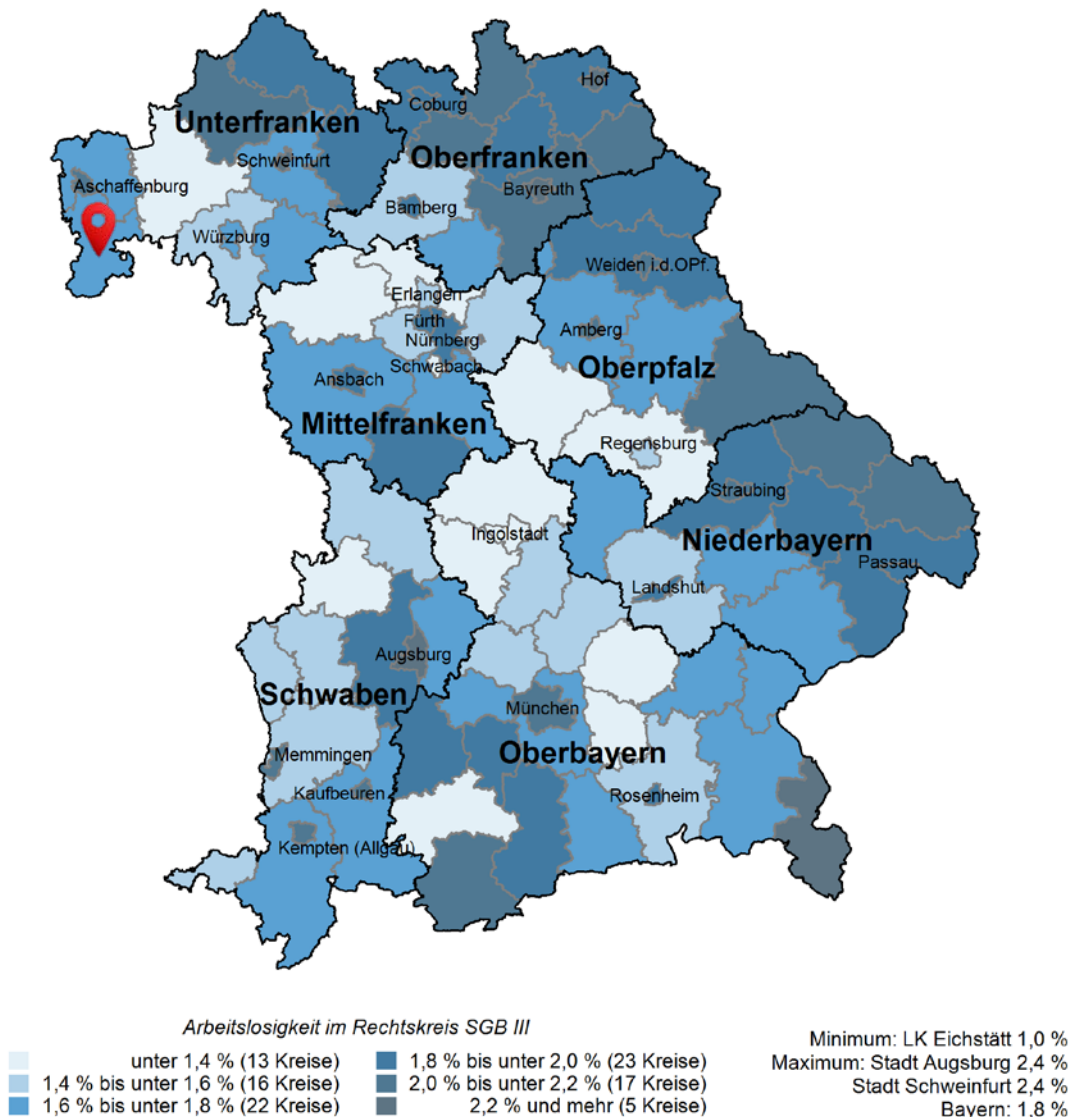 Hof
Coburg
Unterfranken
Schweinfurt
Oberfranken
Aschaffenburg
Bayreuth
Bamberg
Würzburg
Weiden i.d.OPf.
Erlangen
Fürth
Nürnberg
Amberg
Schwabach
Oberpfalz
Ansbach
Mittelfranken
Regensburg
Straubing
Ingolstadt
Niederbayern
Passau
Landshut
Augsburg
Schwaben
München
Oberbayern
Memmingen
Kaufbeuren
Rosenheim
Kempten (Allgäu)
Arbeitslosigkeit im Rechtskreis SGB III
unter 1,4 % (13 Kreise)
1,4 % bis unter 1,6 % (16 Kreise)
1,6 % bis unter 1,8 % (22 Kreise)
1,8 % bis unter 2,0 % (23 Kreise)
2,0 % bis unter 2,2 % (17 Kreise)
2,2 % und mehr (5 Kreise)
Minimum: LK Eichstätt 1,0 %
Maximum: Stadt Augsburg 2,4 %
Stadt Schweinfurt 2,4 %
Bayern: 1,8 %